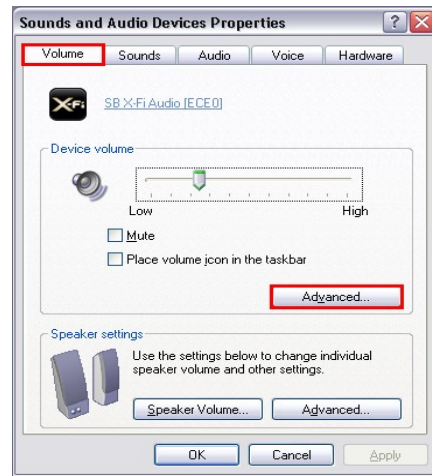 Sounds and Audio Devices Properties
Volume Sounds Audio Voice Hardware
X-Fi SB X-Fi Audio [ECE0]
Device volume
Low High
Mute
Place volume icon in the taskbar
Advanced...
Speaker settings
Use the settings below to change individual
speaker volume and other settings.
Speaker Volume... Advanced...
OK Cancel Apply